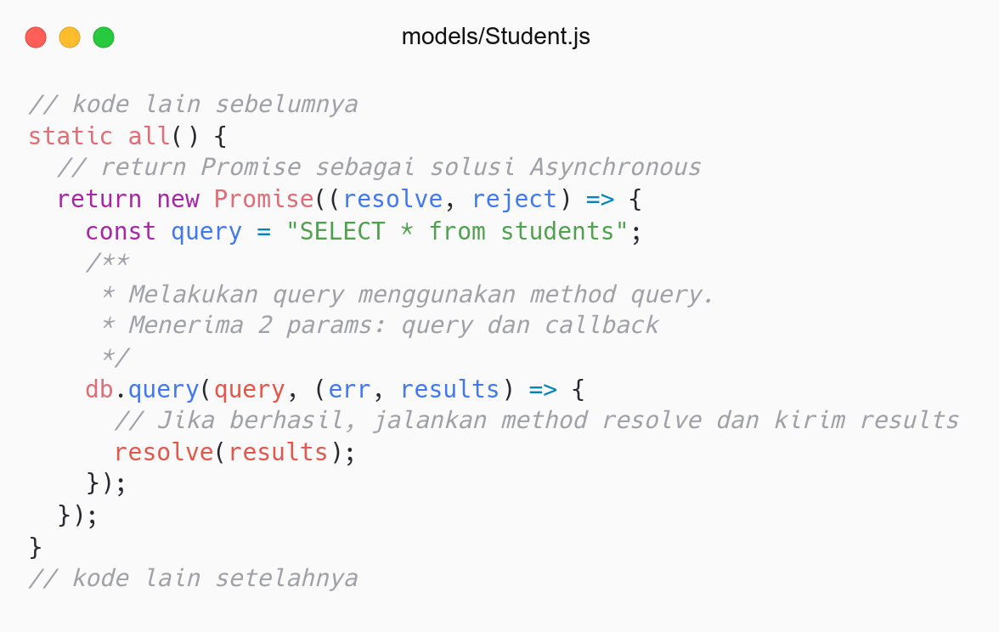 models/Student.js
// kode lain sebelumnya
static all() {
  // return Promise sebagai solusi Asynchronous
  return new Promise((resolve, reject) => {
    const query = "SELECT * from students";
    /**
     * Melakukan query menggunakan method query.
     * Menerima 2 params: query dan callback
     */
    db.query(query, (err, results) => {
      // Jika berhasil, jalankan method resolve dan kirim results
      resolve(results);
    });
  });
}
// kode lain setelahnya